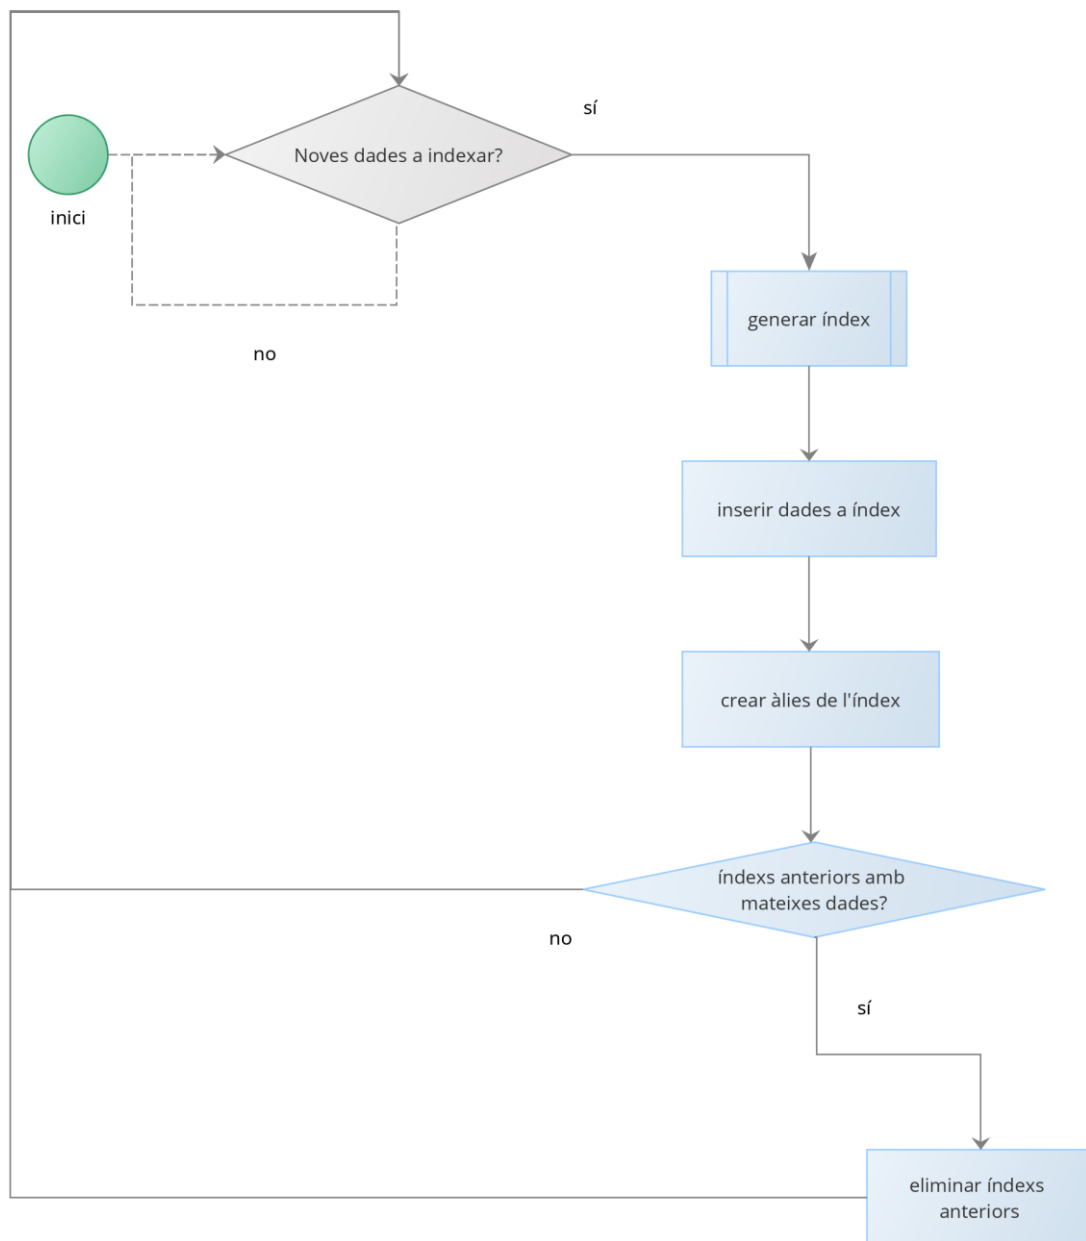 sí
Noves dades a indexar?
inici
generar índex
no
inserir dades a índex
crear àlies de l'índex
índexs anteriors amb
mateixes dades?
no
sí
eliminar índexs
anteriors